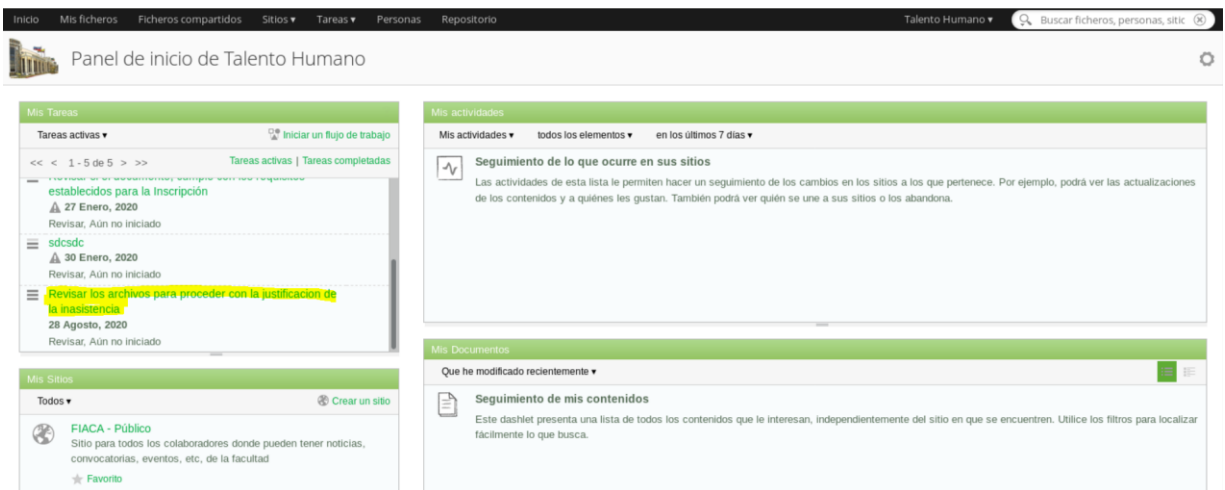 Inicio Mis ficheros Ficheros compartidos Sitios ▾ Tareas ▾ Personas Repositorio Talento Humano ▾ Buscar ficheros, personas, sitic
Panel de inicio de Talento Humano
Mis Tareas
Tareas activas ▾ Iniciar un flujo de trabajo
<< < 1 - 5 de 5 > >> Tareas activas | Tareas completadas
establecidos para la Inscripción
27 Enero, 2020
Revisar, Aún no iniciado
sdcsdc
30 Enero, 2020
Revisar, Aún no iniciado
Revisar los archivos para proceder con la justificacion de
la inasistencia
28 Agosto, 2020
Revisar, Aún no iniciado
Mis Sitios
Todos ▾ Crear un sitio
FIACA - Público
Sitio para todos los colaboradores donde pueden tener noticias,
convocatorias, eventos, etc, de la facultad
Favorito
Mis actividades
Mis actividades ▾ todos los elementos ▾ en los últimos 7 días ▾
Seguimiento de lo que ocurre en sus sitios
Las actividades de esta lista le permiten hacer un seguimiento de los cambios en los sitios a los que pertenece. Por ejemplo, podrá ver las actualizaciones
de los contenidos y a quiénes les gustan. También podrá ver quién se une a sus sitios o los abandona.
Mis Documentos
Que he modificado recientemente ▾
Seguimiento de mis contenidos
Este dashlet presenta una lista de todos los contenidos que le interesan, independientemente del sitio en que se encuentren. Utilice los filtros para localizar
fácilmente lo que busca.